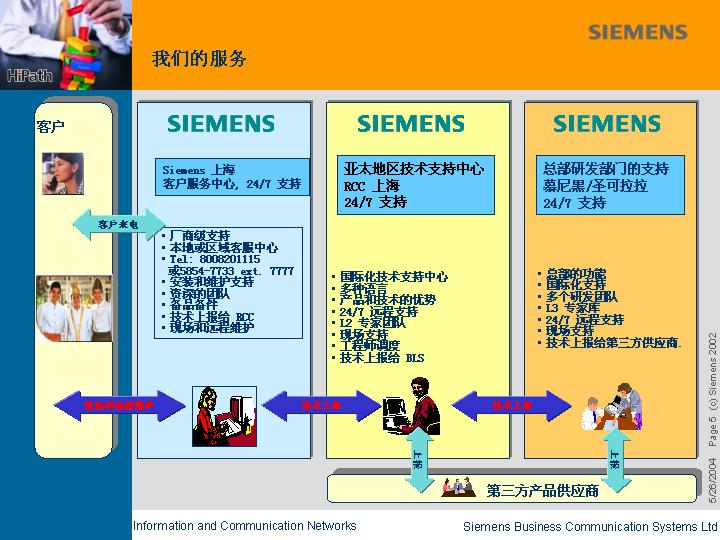 HiPath
SIEMENS
我们的服务
客户
SIEMENS
Siemens 上海
客户服务中心, 24/7 支持
客户来电
• 厂商级支持
• 本地或区域客服中心
• Tel: 8008201115
或5854-7733 ext. 7777
• 安装和维护支持
• 资深的团队
• 备品备件
• 技术上报给 RCC
• 现场和远程维护
现场和远程维护
SIEMENS
亚太地区技术支持中心
RCC 上海
24/7 支持
• 国际化技术支持中心
• 多种语言
• 产品和技术的优势
• 24/7 远程支持
• L2 专家团队
• 现场支持
• 工程师调度
• 技术上报给 BLS
技术上报
SIEMENS
总部研发部门的支持
慕尼黑/圣可拉拉
24/7 支持
• 总部的功能
• 国际化支持
• 多个研发团队
• L3 专家库
• 24/7 远程支持
• 现场支持
• 技术上报给第三方供应商.
技术上报
上报
上报
第三方产品供应商
5/26/2004 Page 5 (c) Siemens 2002
Information and Communication Networks
Siemens Business Communication Systems Ltd